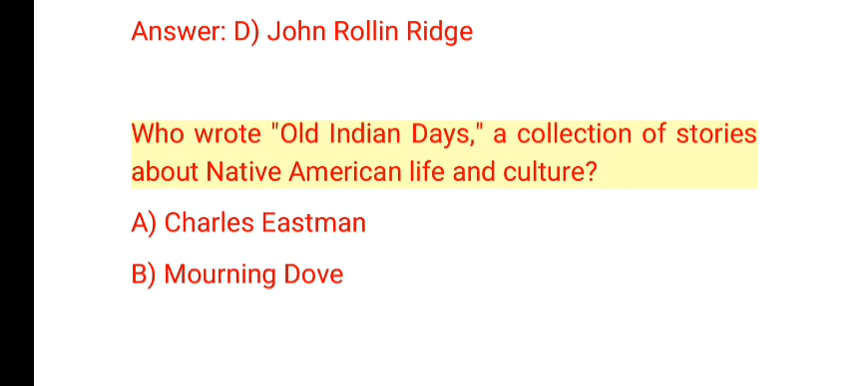 Answer: D) John Rollin Ridge
Who wrote "Old Indian Days," a collection of stories
about Native American life and culture?
A) Charles Eastman
B) Mourning Dove